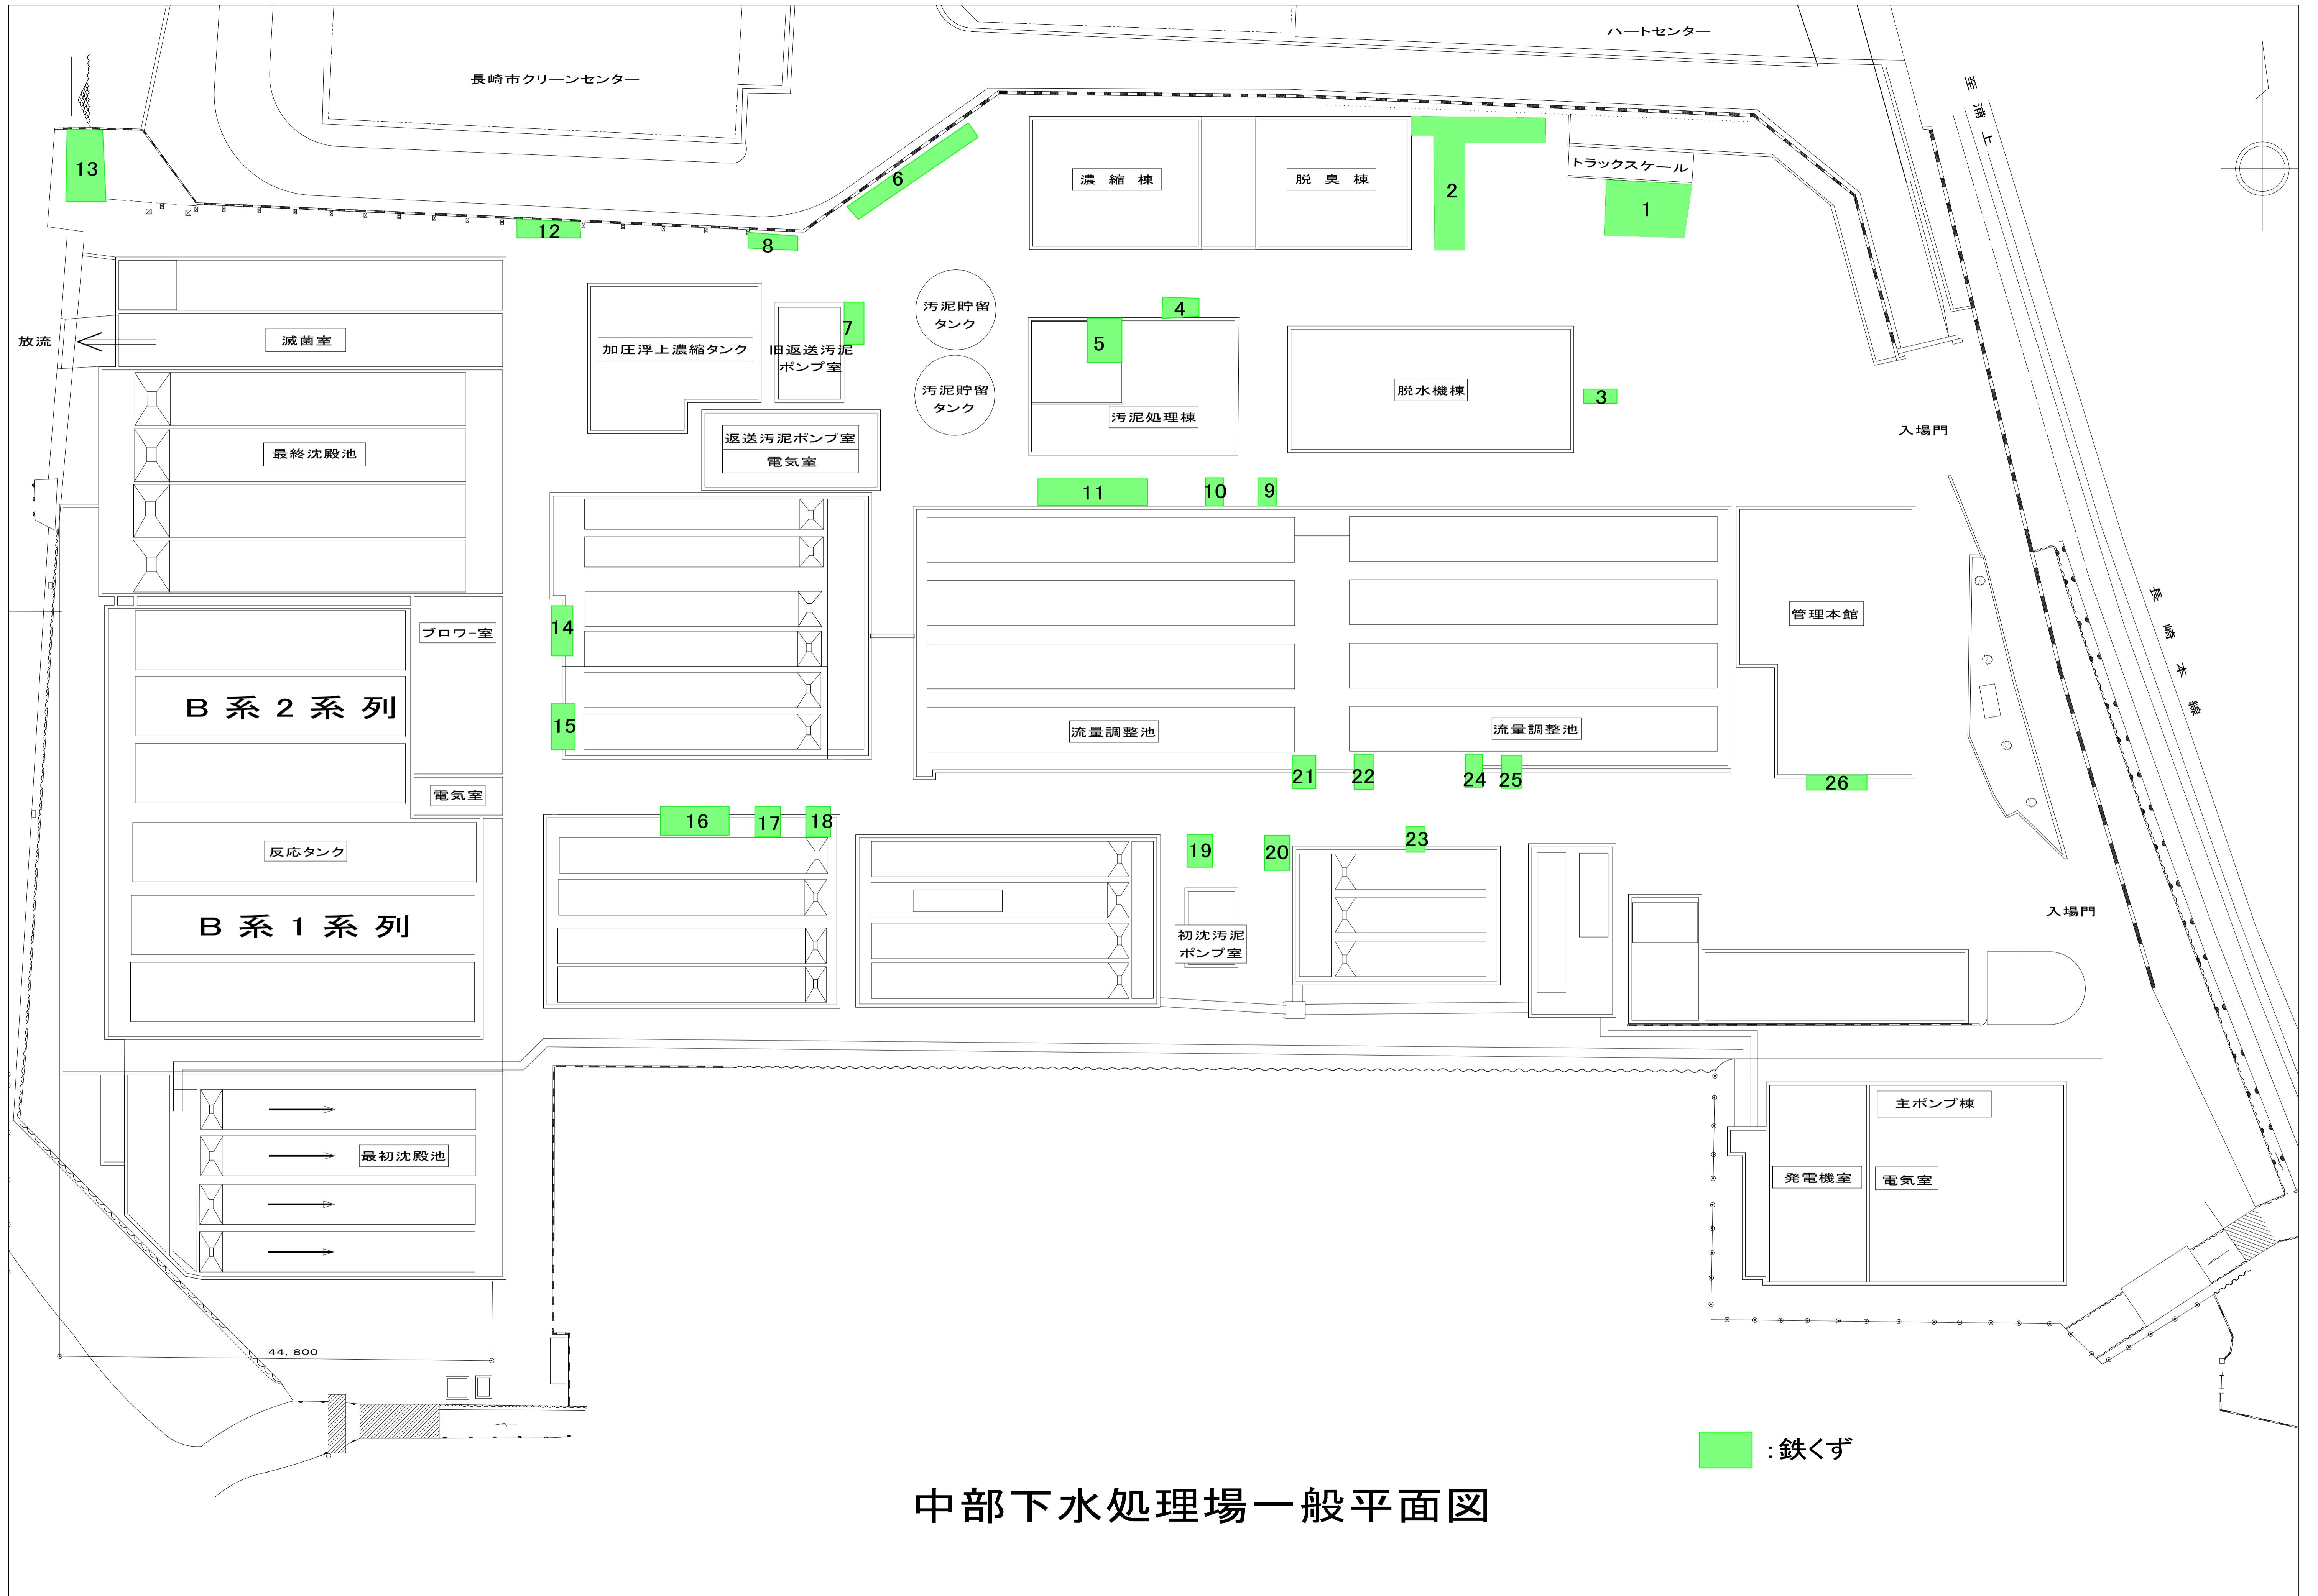 ハートセンター
長崎市クリーンセンター
至浦上
13
6
濃縮棟
脱臭棟
2
トラックスケール
1
12
8
汚泥貯留
タンク
4
7
5
放流
滅菌室
加圧浮上濃縮タンク
旧返送汚泥
ポンプ室
汚泥貯留
タンク
汚泥処理棟
脱水機棟
3
入場門
最終沈殿池
返送汚泥ポンプ室
電気室
11
10
9
長崎本線
14
ブロワ-室
管理本館
B系2系列
15
流量調整池
流量調整池
21
22
24
25
26
電気室
16
17
18
19
20
23
反応タンク
B系1系列
初沈汚泥
ポンプ室
入場門
主ポンプ棟
最初沈殿池
発電機室
電気室
44,800
:鉄くず
中部下水処理場一般平面図